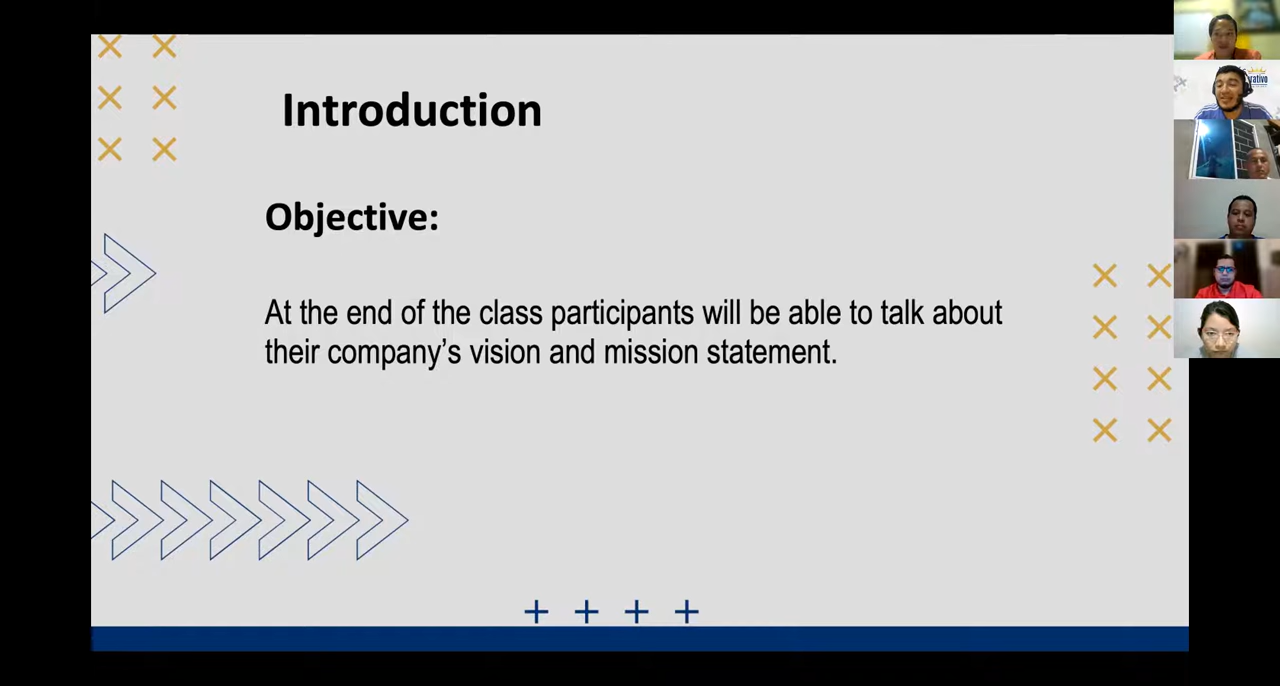 Introduction
Objective:
At the end of the class participants will be able to talk about
their company's vision and mission statement.